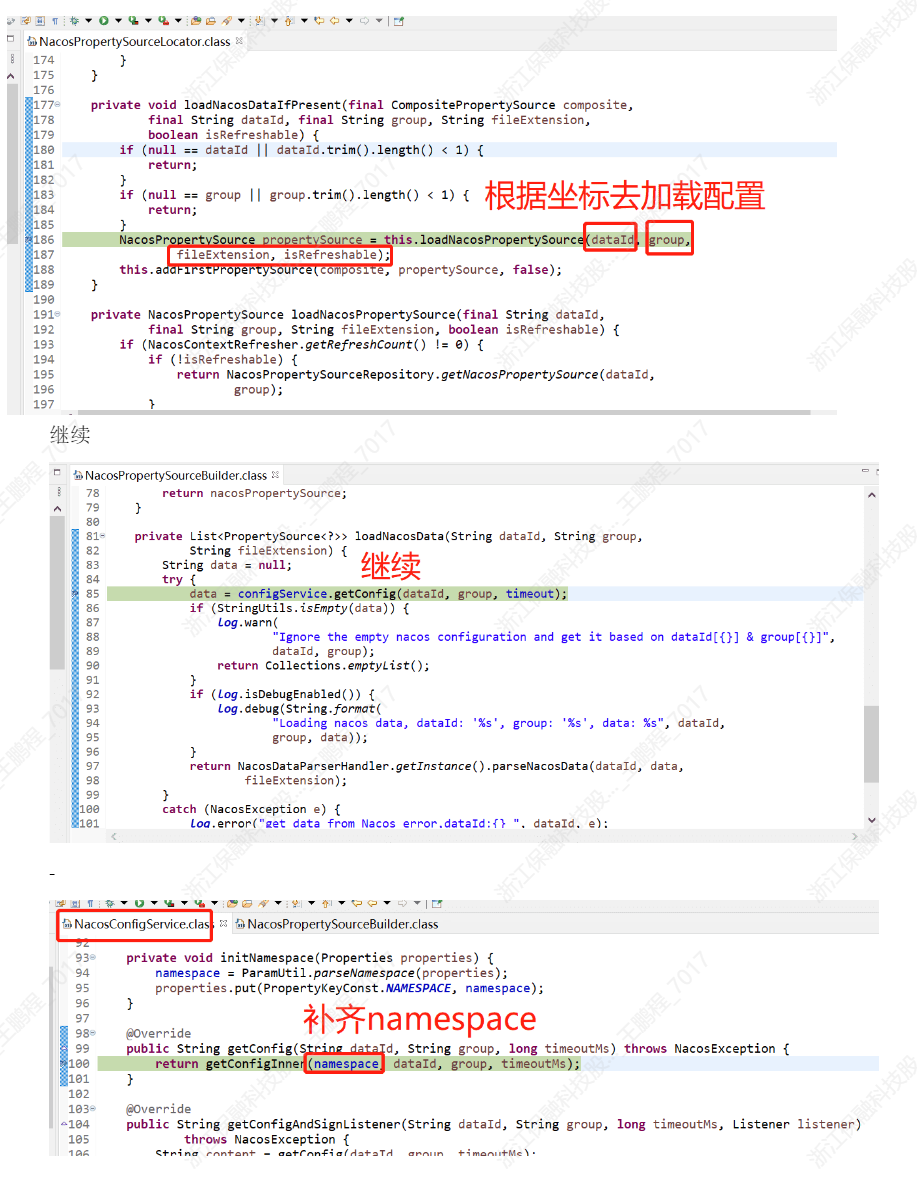 NacosPropertySourceLocator.class
174 }
175 }
176
177 private void loadNacosDataIfPresent(final CompositePropertySource composite,
178 final String dataId, final String group, String fileExtension,
179 boolean isRefreshable) {
180 if (null == dataId || dataId.trim().length() < 1) {
181 return;
182 }
183 if (null == group || group.trim().length() < 1) {
根据坐标去加载配置
184 return;
185 }
186 NacosPropertySource propertySource = this.loadNacosPropertySource(dataId, group,
187 fileExtension, isRefreshable);
188 this.addFirstPropertySource(composite, propertySource, false);
189 }
190
191 private NacosPropertySource loadNacosPropertySource(final String dataId,
192 final String group, String fileExtension, boolean isRefreshable) {
193 if (NacosContextRefresher.getRefreshCount() != 0) {
194 if (!isRefreshable) {
195 return NacosPropertySourceRepository.getNacosPropertySource(dataId,
196 group);
197 }
继续
NacosPropertySourceBuilder.class
78 return nacosPropertySource;
79 }
80
81 private List<PropertySource<?>> loadNacosData(String dataId, String group,
82 String fileExtension) {
83 String data = null;
继续
84 try {
85 data = configService.getConfig(dataId, group, timeout);
86 if (StringUtils.isEmpty(data)) {
87 log.warn(
88 "Ignore the empty nacos configuration and get it based on dataId[{}] & group[{}]",
89 dataId, group);
90 return Collections.emptyList();
91 }
92 if (log.isDebugEnabled()) {
93 log.debug(String.format(
94 "Loading nacos data, dataId: '%s', group: '%s', data: %s", dataId,
95 group, data));
96 }
97 return NacosDataParserHandler.getInstance().parseNacosData(dataId, data,
98 fileExtension);
99 }
100 catch (NacosException e) {
101 log.error("get data from Nacos error,dataId:{} ", dataId, e);
-
NacosConfigService.class NacosPropertySourceBuilder.class
92
93 private void initNamespace(Properties properties) {
94 namespace = ParamUtil.parseNamespace(properties);
95 properties.put(PropertyKeyConst.NAMESPACE, namespace);
96 }
97
补齐namespace
98 @Override
99 public String getConfig(String dataId, String group, long timeoutMs) throws NacosException {
100 return getConfigInner(namespace, dataId, group, timeoutMs);
101 }
102
103 @Override
104 public String getConfigAndSignListener(String dataId, String group, long timeoutMs, Listener listener)
105 throws NacosException {
106 String content = getConfig(dataId, group, timeoutMs);